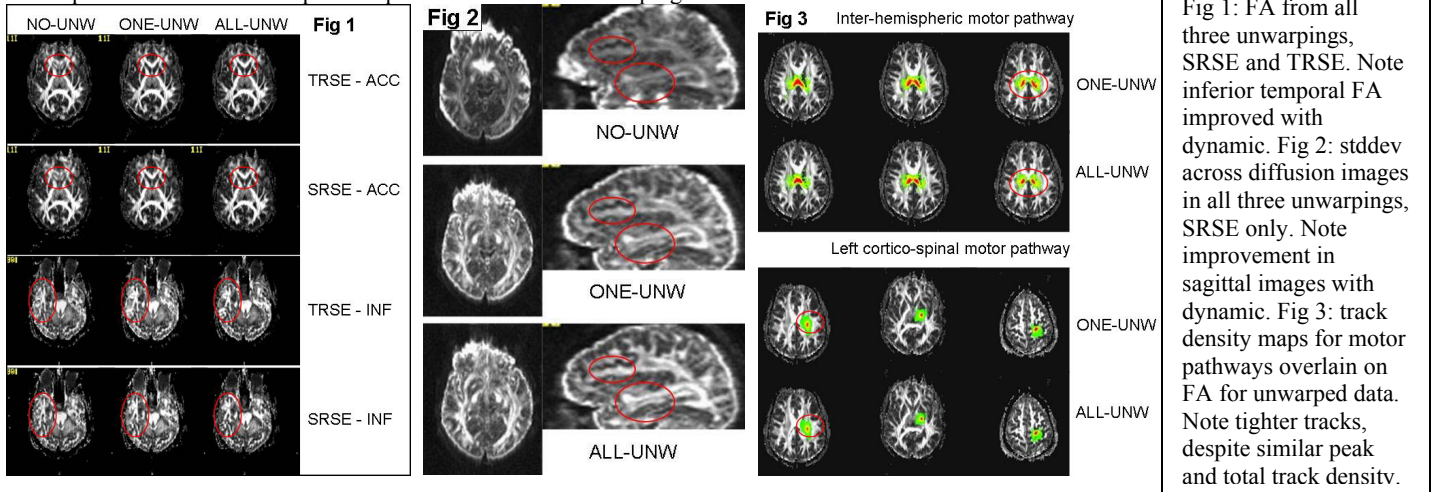 NO-UNW ONE-UNW ALL-UNW Fig 1
TRSE - ACC
SRSE - ACC
TRSE - INF
SRSE - INF
Fig 2
NO-UNW
ONE-UNW
ALL-UNW
Fig 3 Inter-hemispheric motor pathway
ONE-UNW
ALL-UNW
Left cortico-spinal motor pathway
ONE-UNW
ALL-UNW
Fig 1: FA from all
three unwarpings,
SRSE and TRSE. Note
inferior temporal FA
improved with
dynamic. Fig 2: stddev
across diffusion images
in all three unwarpings,
SRSE only. Note
improvement in
sagittal images with
dynamic. Fig 3: track
density maps for motor
pathways overlain on
FA for unwarped data.
Note tighter tracks,
despite similar peak
and total track density.